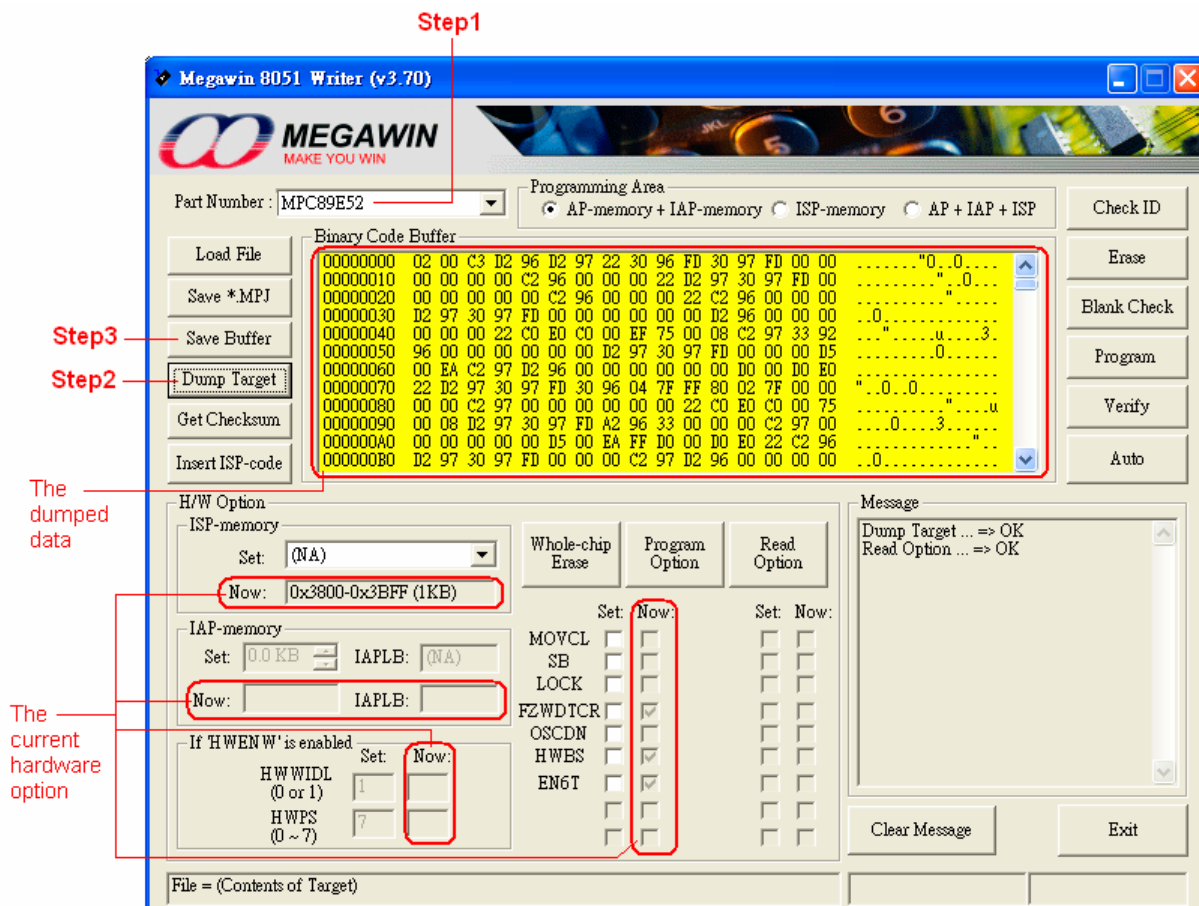 Step1
Megawin 8051 Writer (v3.70)
MEGAWIN
MAKE YOU WIN
Part Number : MPC89E52
Programming Area
AP-memory + IAP-memory ISP-memory AP + IAP + ISP
Check ID
Load File
Save *.MPJ
Step3
Save Buffer
Step2
Dump Target
Get Checksum
Insert ISP-code
Binary Code Buffer
00000000 02 00 C3 D2 96 D2 97 22 30 96 FD 30 97 FD 00 00 ......."0..0....
00000010 00 00 00 00 C2 96 00 00 00 22 D2 97 30 97 FD 00 ........."..0...
00000020 00 00 00 00 00 C2 96 00 00 00 22 C2 96 00 00 00 ..........".....
00000030 D2 97 30 97 FD 00 00 00 00 00 00 D2 96 00 00 00 ..0.............
00000040 00 00 00 22 C0 E0 C0 00 EF 75 00 08 C2 97 33 92 ...".....u....3.
00000050 96 00 00 00 00 00 00 D2 97 30 97 FD 00 00 00 D5 .........0......
00000060 00 EA C2 97 D2 96 00 00 00 00 00 00 D0 00 D0 E0 ................
00000070 22 D2 97 30 97 FD 30 96 04 7F FF 80 02 7F 00 00 "..0..0.........
00000080 00 00 C2 97 00 00 00 00 00 00 22 C0 E0 C0 00 75 .........."....u
00000090 00 08 D2 97 30 97 FD A2 96 33 00 00 00 C2 97 00 ....0....3......
000000A0 00 00 00 00 00 D5 00 EA FF D0 00 D0 E0 22 C2 96 .............".. 
000000B0 D2 97 30 97 FD 00 00 00 C2 97 D2 96 00 00 00 00 ..0.............
Erase
Blank Check
Program
Verify
Auto
The
dumped
data
H/W Option
ISP-memory
Set: (NA)
Now: 0x3800-0x3BFF (1KB)
IAP-memory
Set: 0.0 KB IAPLB: (NA)
Now: IAPLB:
The
current
hardware
option
If 'HWENW' is enabled
Set: Now:
HWWIDL
(0 or 1) 1
HWPS
(0 ~ 7) 7
Whole-chip
Erase
Program
Option
Read
Option
Set: Now: Set: Now:
MOVCL
SB
LOCK
FZWDTCR
OSCDN
HWBS
EN6T
Message
Dump Target ... => OK
Read Option ... => OK
Clear Message
Exit
File = (Contents of Target)